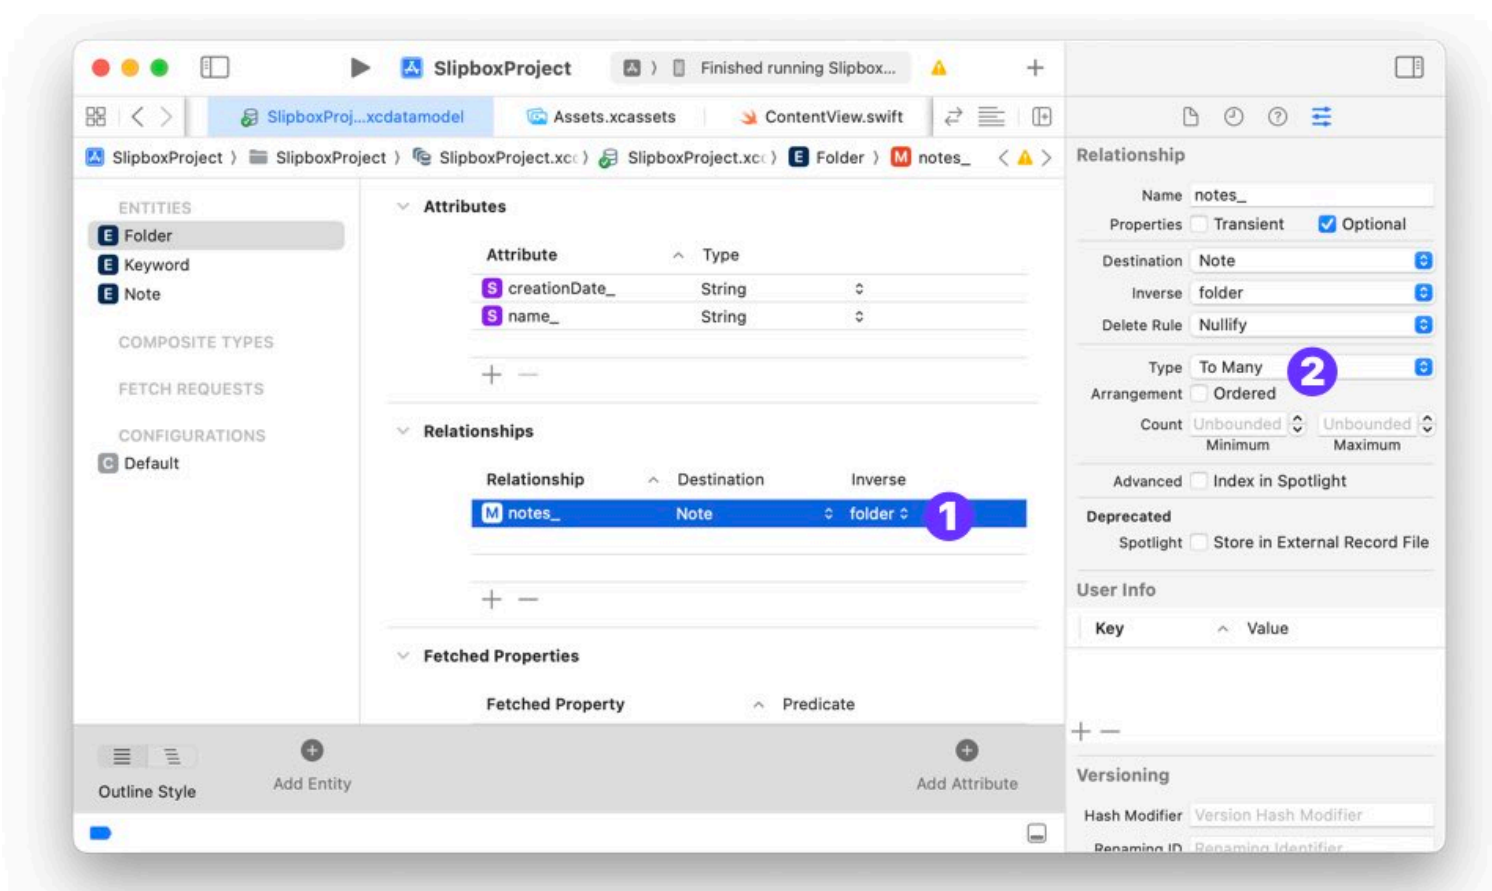 SlipboxProject
Finished running Slipbox...
SlipboxProj...xcdatamodel
Assets.xcassets
ContentView.swift
SlipboxProject
SlipboxProject
SlipboxProject.xc
SlipboxProject.xc
E Folder
M notes_
ENTITIES
E Folder
E Keyword
E Note
COMPOSITE TYPES
FETCH REQUESTS
CONFIGURATIONS
C Default
Attributes
Attribute Type
S creationDate_ String
S name_ String
Relationships
Relationship Destination Inverse
M notes_ Note folder
1
Fetched Properties
Fetched Property Predicate
Outline Style
Add Entity
Add Attribute
Relationship
Name notes_
Properties Transient Optional
Destination Note
Inverse folder
Delete Rule Nullify
Type To Many
2
Arrangement Ordered
Count Unbounded Unbounded
Minimum Maximum
Advanced Index in Spotlight
Deprecated
Spotlight Store in External Record File
User Info
Key Value
Versioning
Hash Modifier Version Hash Modifier
Renaming ID Renaming Identifier